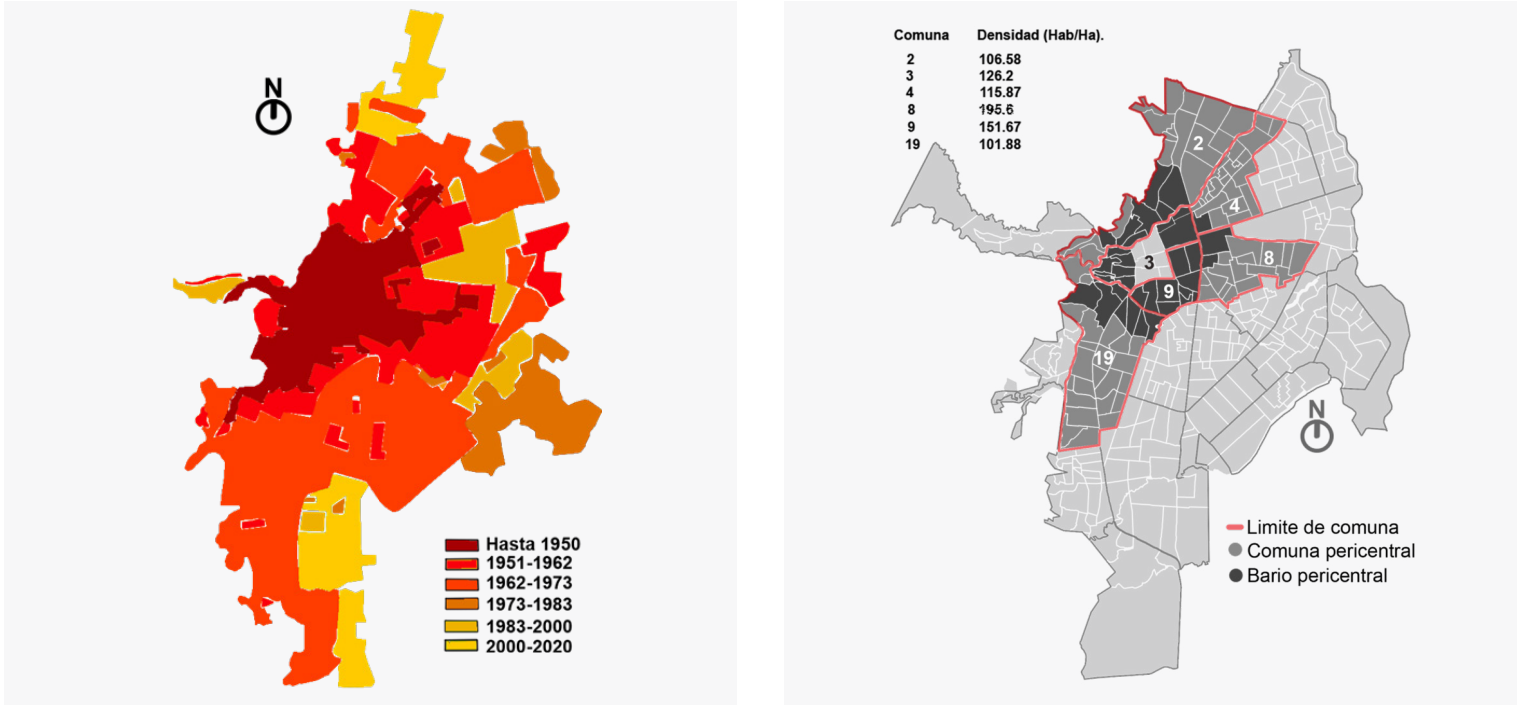 N
Hasta 1950
1951-1962
1962-1973
1973-1983
1983-2000
2000-2020
Comuna Densidad (Hab/Ha).
2 106.58
3 126.2
4 115.87
8 195.6
9 151.67
19 101.88
2
4
3
8
9
19
N
Limite de comuna
Comuna pericentral
Bario pericentral